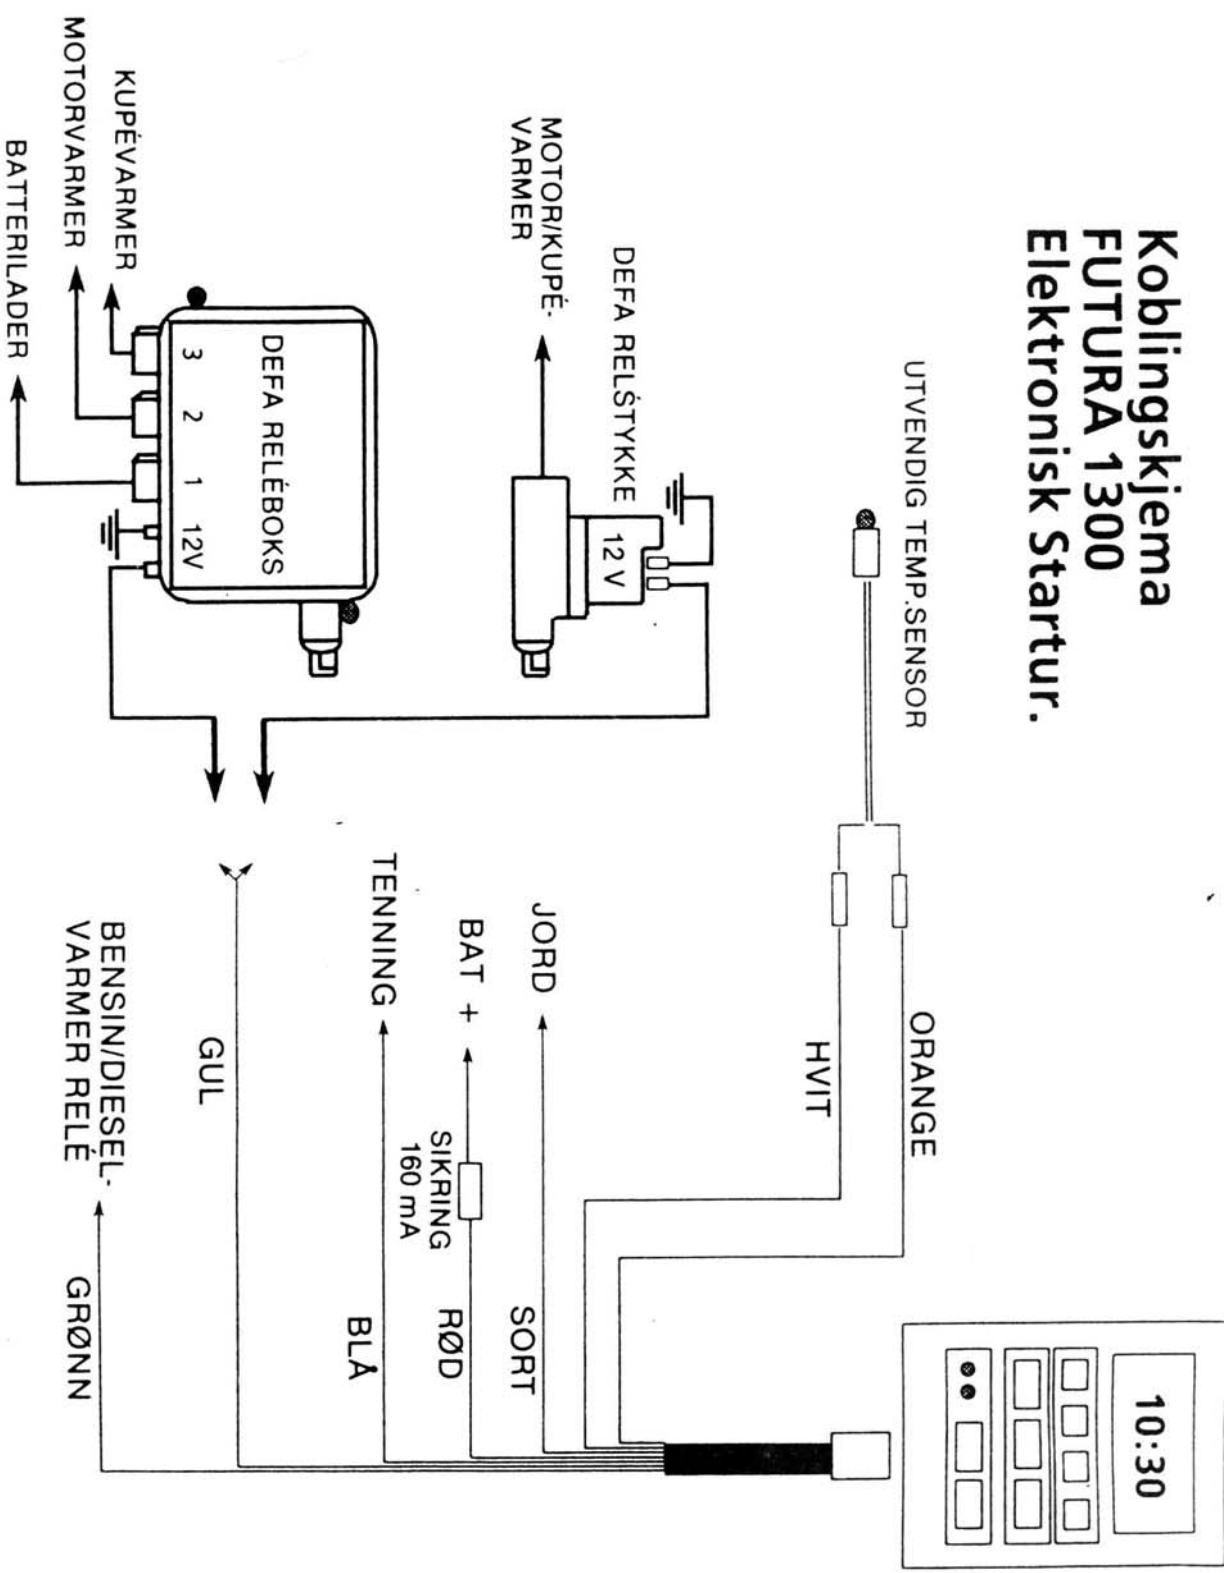 Koblingskjema
FUTURA 1300
Elektronisk Startur.
UTVENDIG TEMP.SENSOR
ORANGE
HVIT
10:30
DEFA RELSTYKKE
12 V
MOTOR/KUPÉ-
VARMER
JORD
SORT
BAT +
SIKRING
160 mA
RØD
TENNING
BLÅ
DEFA RELÉBOKS
3 2 1 12V
GUL
KUPÉVARMER
MOTORVARMER
BATTERILADER
BENSIN/DIESEL-
VARMER RELÉ
GRØNN